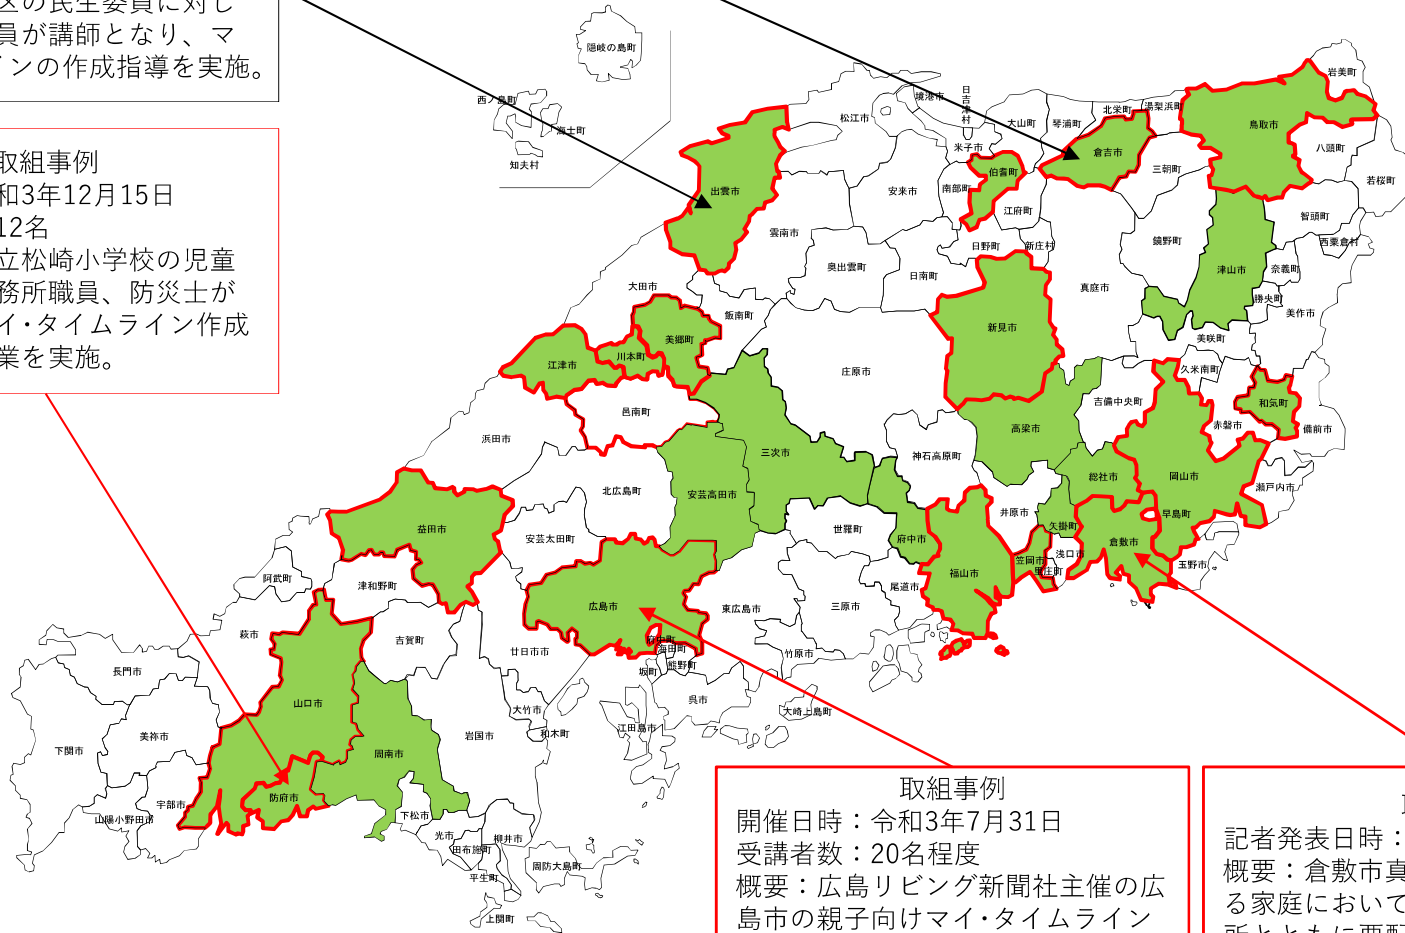 区の民生委員に対し
員が講師となり、マ
インの作成指導を実施。
取組事例
和3年12月15日
12名
立松崎小学校の児童
務所職員、防災士が
イ・タイムライン作成
業を実施。
隠岐の島町
西ノ島町
海士町
知夫村
岩美町
境港市
日吉津村
松江市
大山町
琴浦町
北栄町
湯梨浜町
鳥取市
米子市
倉吉市
八頭町
三朝町
伯耆町
若桜町
出雲市
安来市
南部町
江府町
智頭町
雲南市
日野町
新庄村
鏡野町
西粟倉村
奥出雲町
日南町
津山市
奈義町
大田市
真庭市
勝央町
飯南町
美作市
新見市
美郷町
美咲町
川本町
江津市
庄原市
久米南町
吉備中央町
和気町
邑南町
赤磐市
備前市
浜田市
高梁市
三次市
神石高原町
総社市
岡山市
北広島町
安芸高田市
瀬戸内市
井原市
早島町
益田市
世羅町
矢掛町
安芸太田町
府中市
倉敷市
浅口市
笠岡市
里庄町
玉野市
福山市
阿武町
津和野町
尾道市
広島市
東広島市
三原市
萩市
吉賀町
府中町
海田町
廿日市市
熊野町
坂町
竹原市
長門市
呉市
山口市
大竹市
大崎上島町
江田島市
美祢市
岩国市
和木町
下関市
周南市
防府市
宇部市
山陽小野田市
下松市
光市
柳井市
田布施町
周防大島町
平生町
上関町
取組事例
開催日時：令和3年7月31日
受講者数：20名程度
概要：広島リビング新聞社主催の広
島市の親子向けマイ・タイムライン
記者発表日時：
概要：倉敷市真
る家庭において